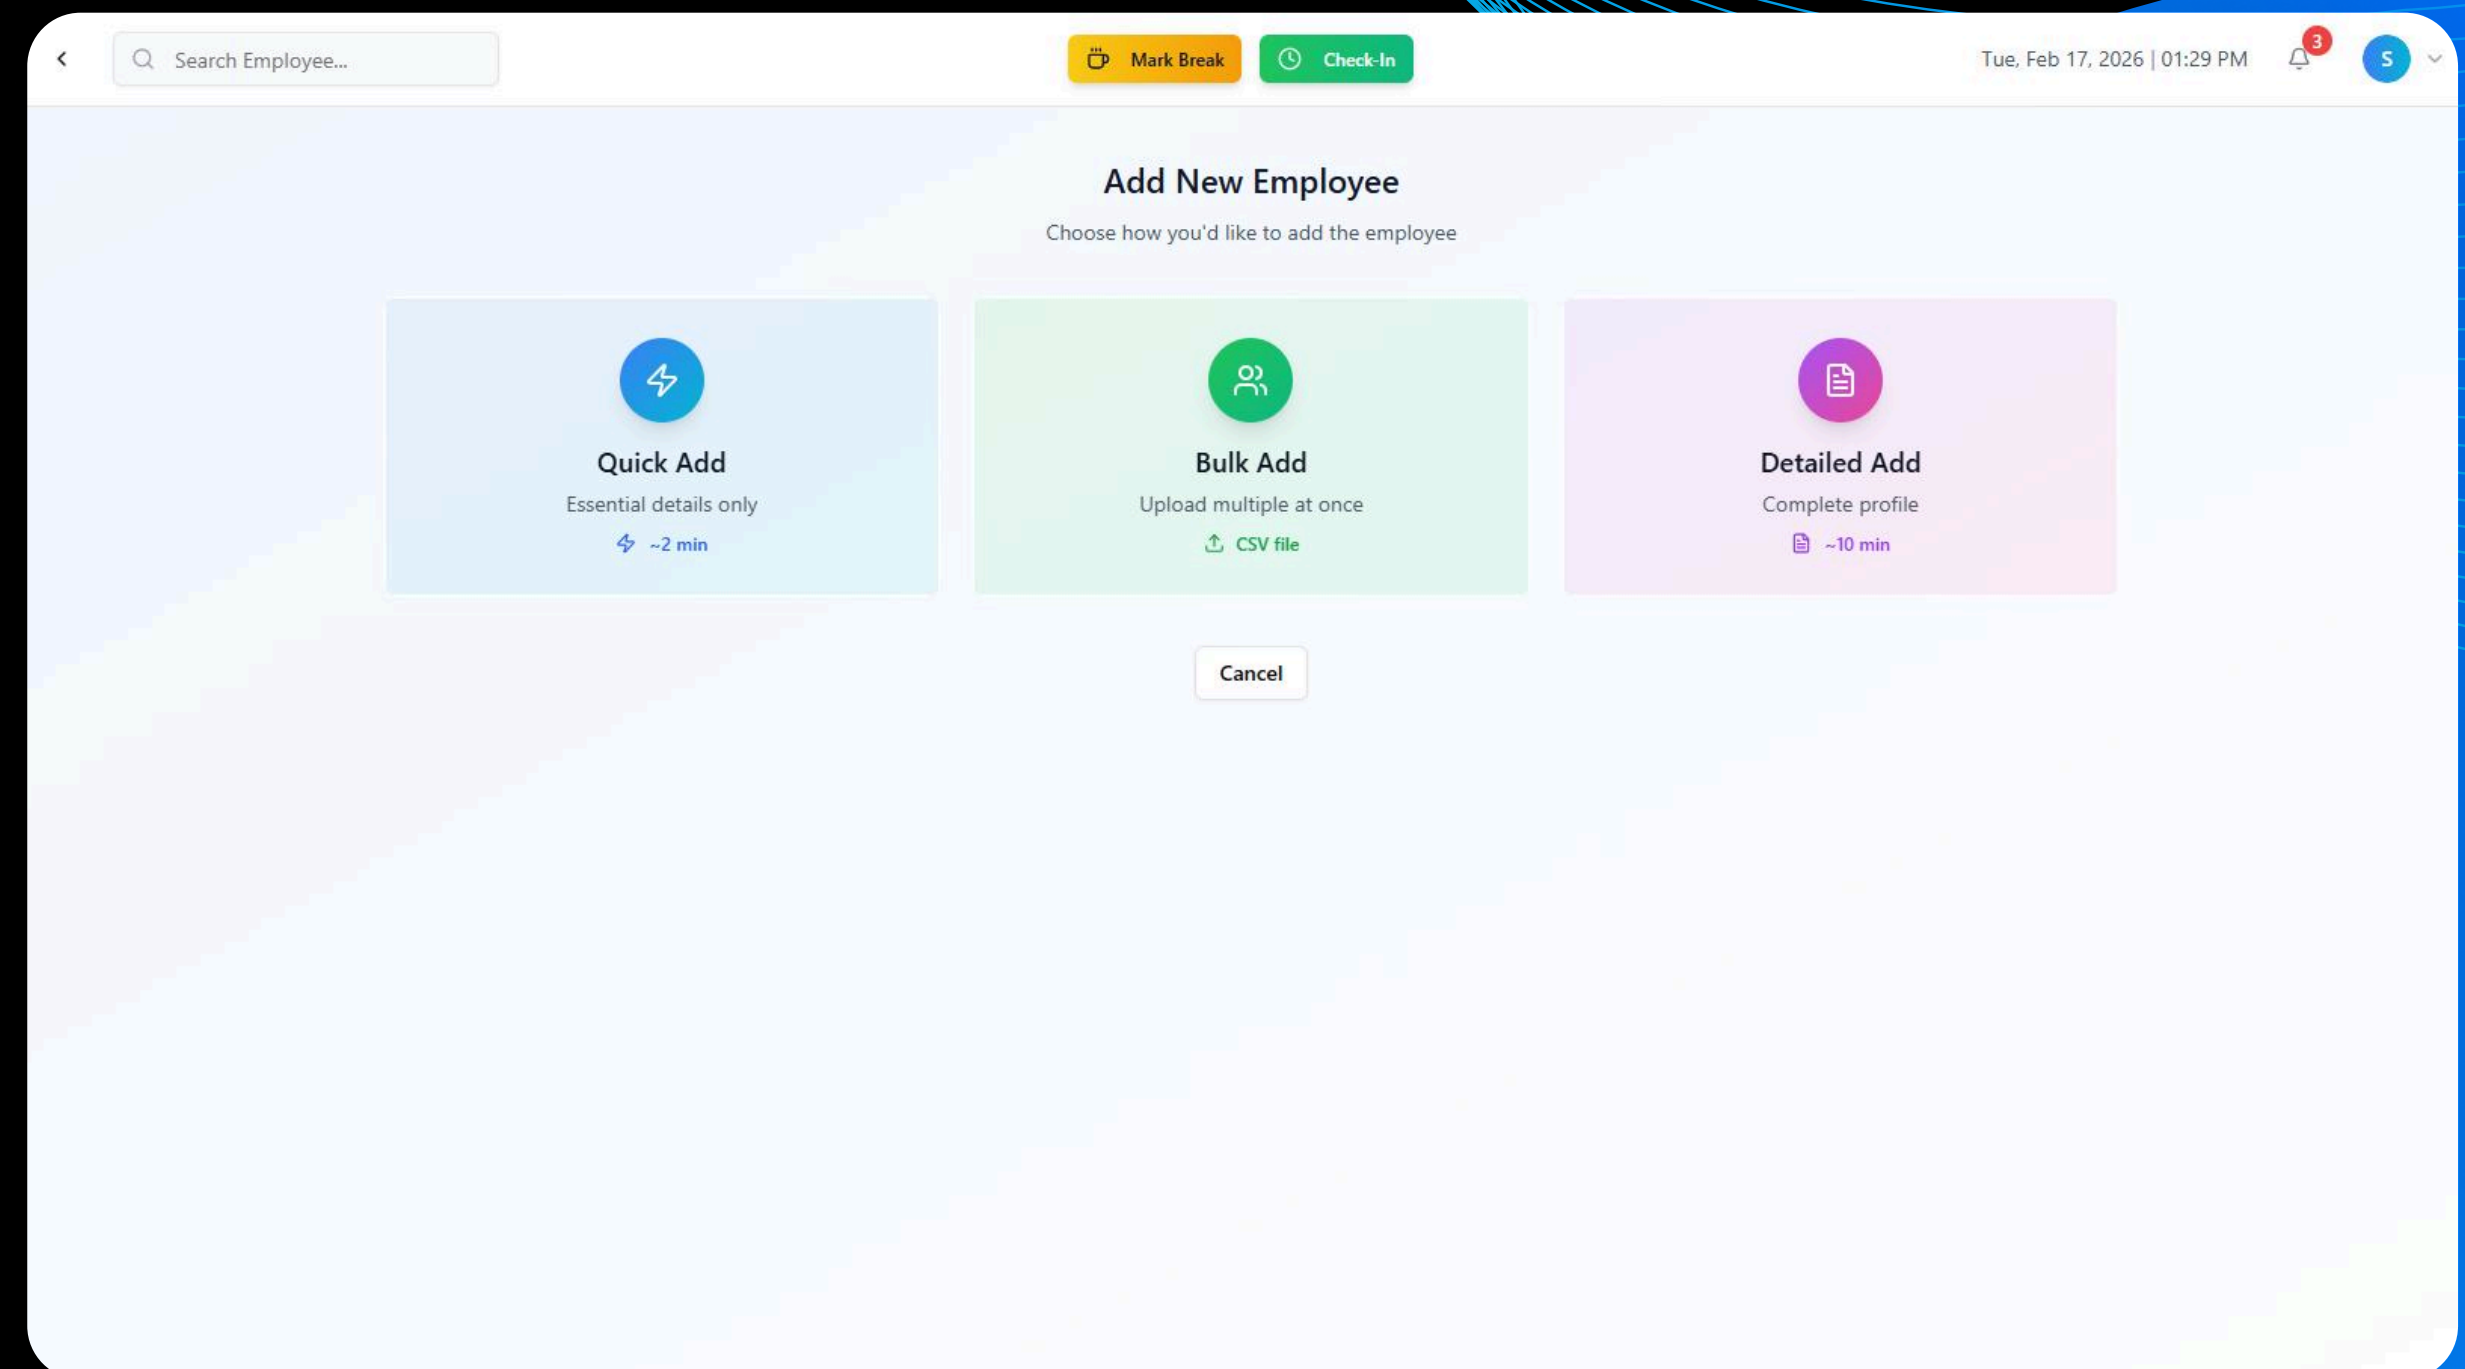 Search Employee...
Mark Break
Check-In
Tue, Feb 17, 2026 | 01:29 PM
3
S
Add New Employee
Choose how you'd like to add the employee
Quick Add
Essential details only
~2 min
Bulk Add
Upload multiple at once
CSV file
Detailed Add
Complete profile
~10 min
Cancel